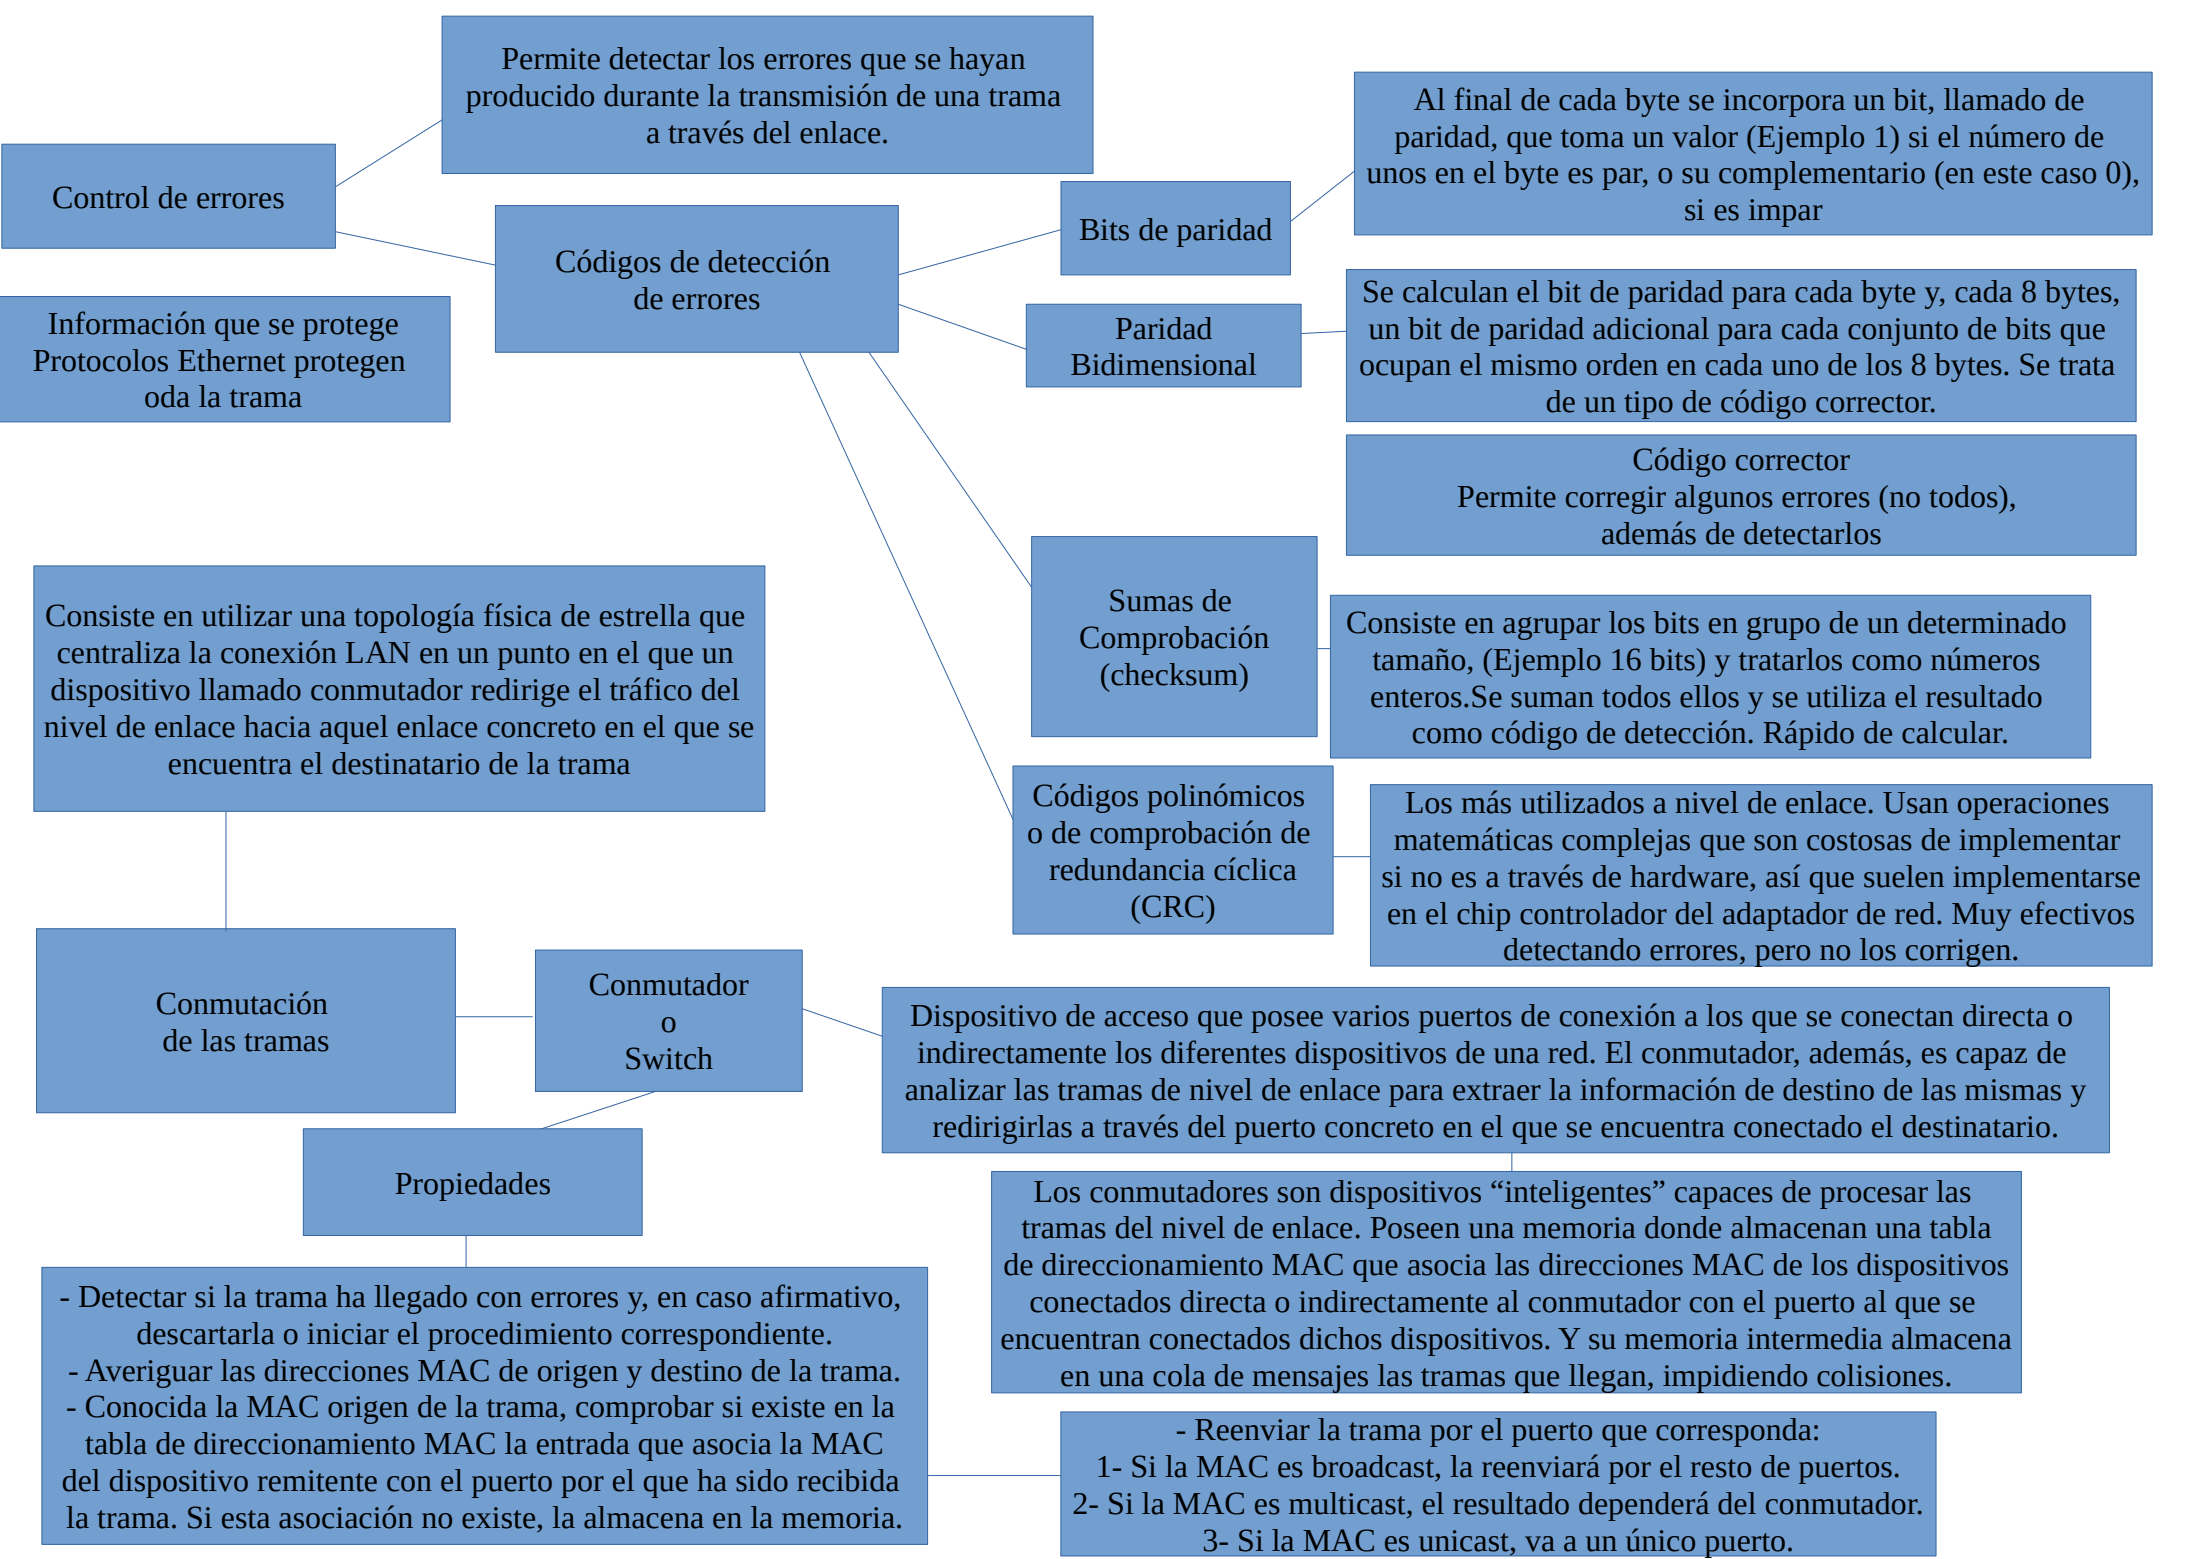 Permite detectar los errores que se hayan
producido durante la transmisión de una trama
a través del enlace.
Al final de cada byte se incorpora un bit, llamado de
paridad, que toma un valor (Ejemplo 1) si el número de
unos en el byte es par, o su complementario (en este caso 0),
si es impar
Control de errores
Bits de paridad
Códigos de detección
de errores
Información que se protege
Protocolos Ethernet protegen
oda la trama
Paridad
Bidimensional
Se calculan el bit de paridad para cada byte y, cada 8 bytes,
un bit de paridad adicional para cada conjunto de bits que
ocupan el mismo orden en cada uno de los 8 bytes. Se trata
de un tipo de código corrector.
Código corrector
Permite corregir algunos errores (no todos),
además de detectarlos
Sumas de
Comprobación
(checksum)
Consiste en agrupar los bits en grupo de un determinado
tamaño, (Ejemplo 16 bits) y tratarlos como números
enteros.Se suman todos ellos y se utiliza el resultado
como código de detección. Rápido de calcular.
Consiste en utilizar una topología física de estrella que
centraliza la conexión LAN en un punto en el que un
dispositivo llamado conmutador redirige el tráfico del
nivel de enlace hacia aquel enlace concreto en el que se
encuentra el destinatario de la trama
Códigos polinómicos
o de comprobación de
redundancia cíclica
(CRC)
Los más utilizados a nivel de enlace. Usan operaciones
matemáticas complejas que son costosas de implementar
si no es a través de hardware, así que suelen implementarse
en el chip controlador del adaptador de red. Muy efectivos
detectando errores, pero no los corrigen.
Conmutación
de las tramas
Conmutador
o
Switch
Dispositivo de acceso que posee varios puertos de conexión a los que se conectan directa o
indirectamente los diferentes dispositivos de una red. El conmutador, además, es capaz de
analizar las tramas de nivel de enlace para extraer la información de destino de las mismas y
redirigirlas a través del puerto concreto en el que se encuentra conectado el destinatario.
Propiedades
Los conmutadores son dispositivos “inteligentes” capaces de procesar las
tramas del nivel de enlace. Poseen una memoria donde almacenan una tabla
de direccionamiento MAC que asocia las direcciones MAC de los dispositivos
conectados directa o indirectamente al conmutador con el puerto al que se
encuentran conectados dichos dispositivos. Y su memoria intermedia almacena
en una cola de mensajes las tramas que llegan, impidiendo colisiones.
- Detectar si la trama ha llegado con errores y, en caso afirmativo,
descartarla o iniciar el procedimiento correspondiente.
- Averiguar las direcciones MAC de origen y destino de la trama.
- Conocida la MAC origen de la trama, comprobar si existe en la
tabla de direccionamiento MAC la entrada que asocia la MAC
del dispositivo remitente con el puerto por el que ha sido recibida
la trama. Si esta asociación no existe, la almacena en la memoria.
- Reenviar la trama por el puerto que corresponda:
1- Si la MAC es broadcast, la reenviará por el resto de puertos.
2- Si la MAC es multicast, el resultado dependerá del conmutador.
3- Si la MAC es unicast, va a un único puerto.